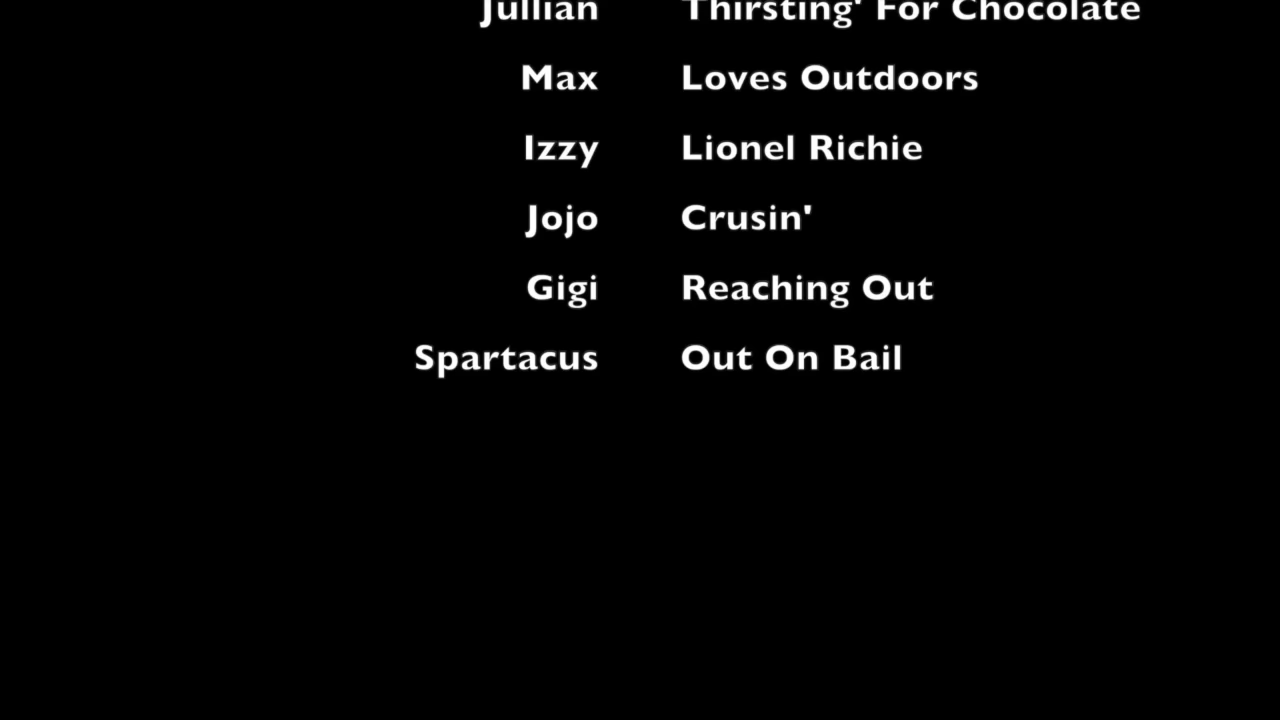 Jullian Thirsting' For Chocolate
Max Loves Outdoors
Izzy Lionel Richie
Jojo Crusin'
Gigi Reaching Out
Spartacus Out On Bail